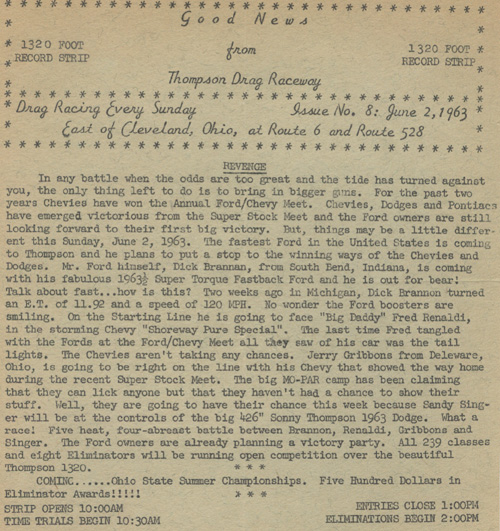 * * * * * * * * * * * * * * * * * * * * * * * * * * * * * * * *
Good News
* 1320 FOOT 1320 FOOT *
RECORD STRIP from RECORD STRIP
Thompson Drag Raceway
* * * * * * * * * * * * * * * * * * * * * * * * * * * * * * * *
Drag Racing Every Sunday Issue No. 8: June 2, 1963
East of Cleveland, Ohio, at Route 6 and Route 528
* * * * * * * * * * * * * * * * * * * * * * * * * * * * * * * *
REVENGE
In any battle when the odds are too great and the tide has turned against
you, the only thing left to do is to bring in bigger guns. For the past two
years Chevies have won the Annual Ford/Chevy Meet. Chevies, Dodges and Pontiacs
have emerged victorious from the Super Stock Meet and the Ford owners are still
looking forward to their first big victory. But, things may be a little differ-
ent this Sunday, June 2, 1963. The fastest Ford in the United States is coming
to Thompson and he plans to put a stop to the winning ways of the Chevies and
Dodges. Mr. Ford himself, Dick Brannan, from South Bend, Indiana, is coming
with his fabulous 1963½ Super Torque Fastback Ford and he is out for bear!
Talk about fast...how is this? Two weeks ago in Michigan, Dick Brannon turned
an E.T. of 11.92 and a speed of 120 MPH. No wonder the Ford boosters are
smiling. On the Starting Line he is going to face "Big Daddy" Fred Renaldi,
in the storming Chevy "Shoreway Pure Special". The last time Fred tangled
with the Fords at the Ford/Chevy Meet all they saw of his car was the tail
lights. The Chevies aren't taking any chances. Jerry Gribbons from Deleware,
Ohio, is going to be right on the line with his Chevy that showed the way home
during the recent Super Stock Meet. The big MO-PAR camp has been claiming
that they can lick anyone but that they haven't had a chance to show their
stuff. Well, they are going to have their chance this week because Sandy Sing-
er will be at the controls of the big 426" Sonny Thompson 1963 Dodge. What a
race! Five heat, four-abreast battle between Brannon, Renaldi, Gribbons and
Singer. The Ford owners are already planning a victory party. All 239 classes
and eight Eliminators will be running open competition over the beautiful
Thompson 1320. * * *
COMING......Ohio State Summer Championships. Five Hundred Dollars in
Eliminator Awards!!!!! * * *
STRIP OPENS 10:00AM ENTRIES CLOSE 1:00PM
TIME TRIALS BEGIN 10:30AM ELIMINATIONS BEGIN 2:00PM